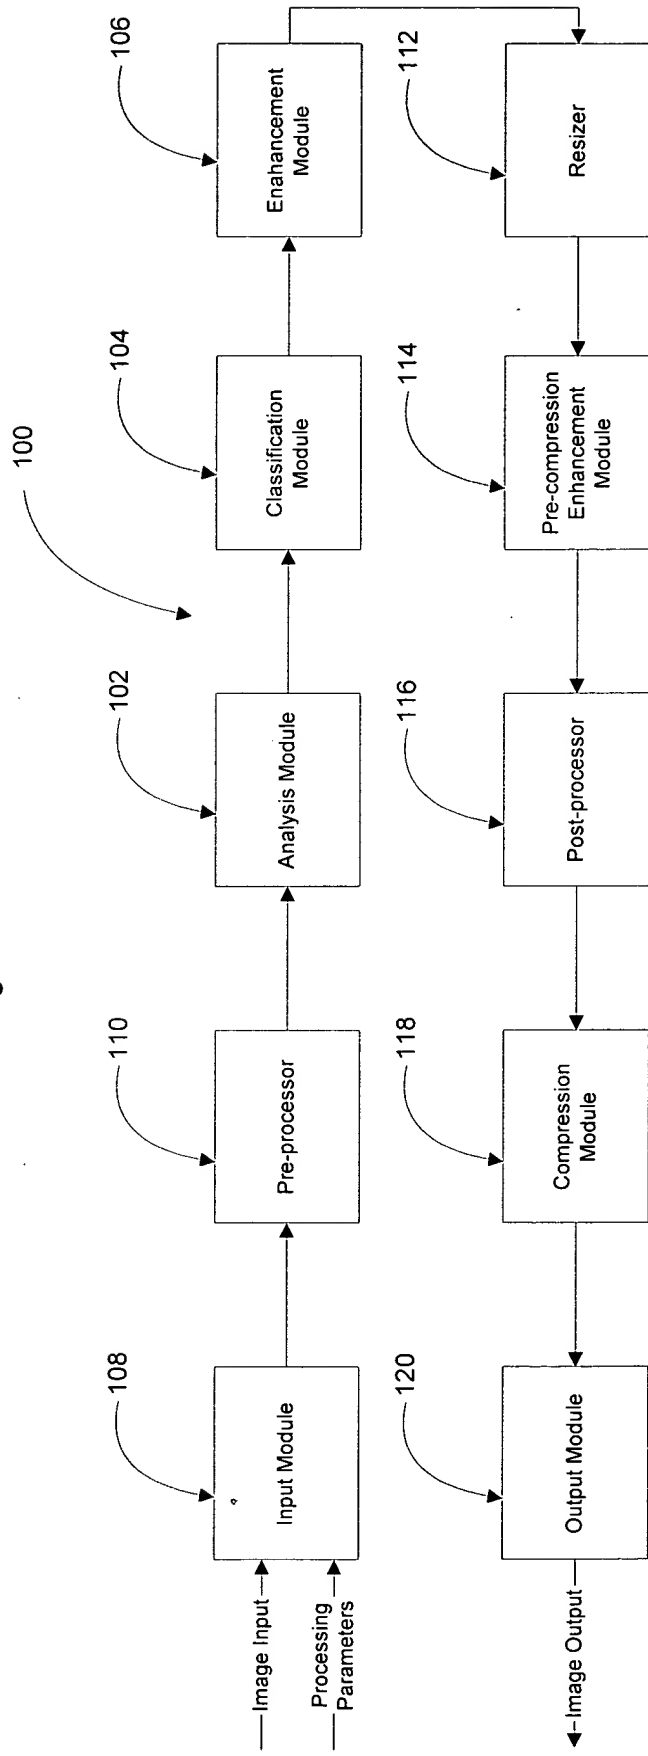 100
108
110
102
104
106
Image Input
Processing
Parameters
Input Module
Pre-processor
Analysis Module
Classification
Module
Enahancement
Module
120
118
116
114
112
Image Output
Output Module
Compression
Module
Post-processor
Pre-compression
Enhancement
Module
Resizer